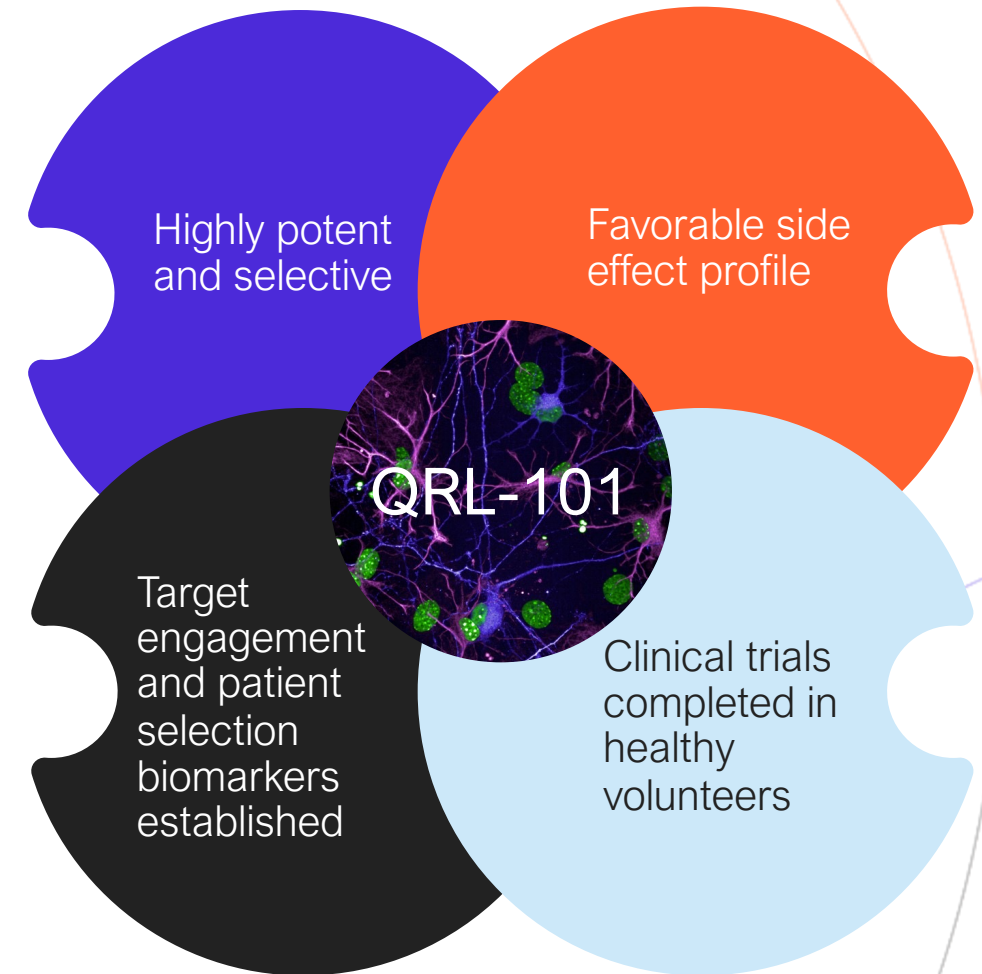 Highly potent
and selective
Favorable side
effect profile
QRL-101
Target
engagement
and patient
selection
biomarkers
established
Clinical trials
completed in
healthy
volunteers